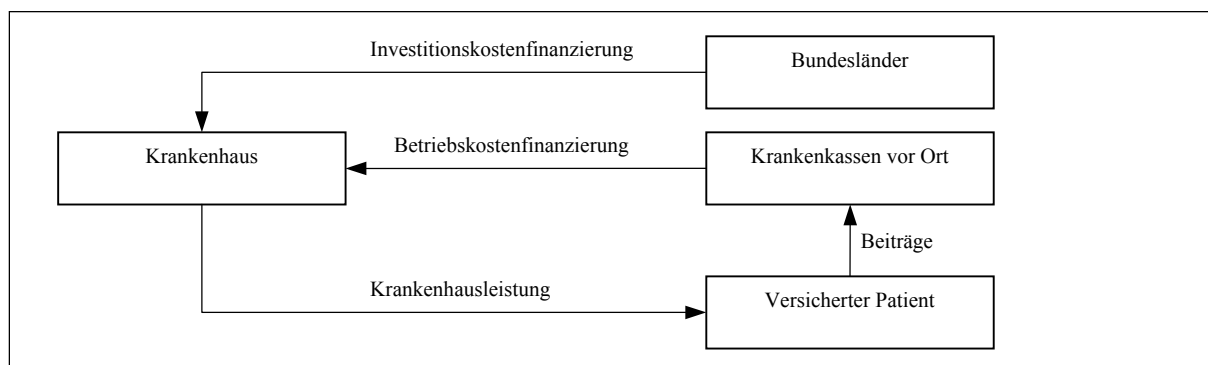 Investitionskostenfinanzierung
Bundesländer
Krankenhaus
Betriebskostenfinanzierung
Krankenkassen vor Ort
Beiträge
Krankenhausleistung
Versicherter Patient